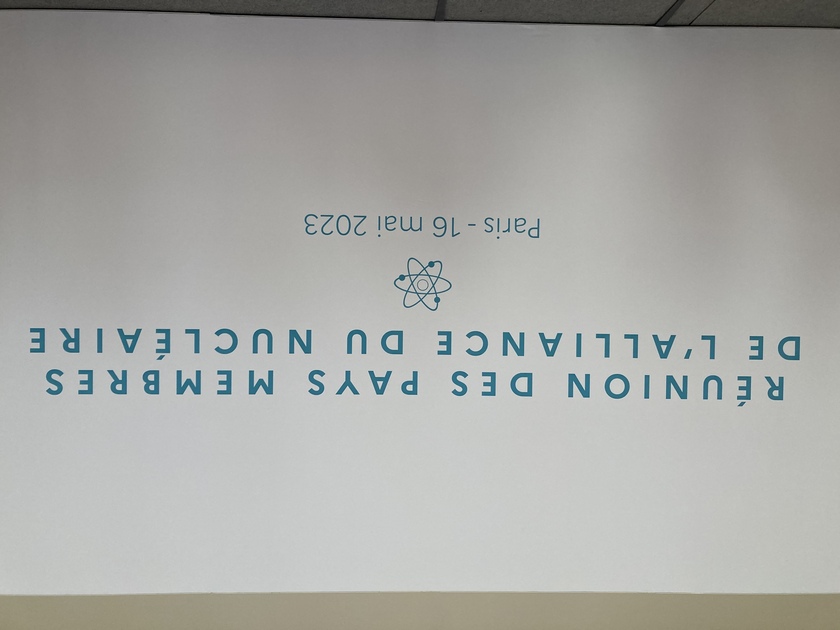 RÉUNION DES PAYS MEMBRES
DE L'ALLIANCE DU NUCLÉAIRE
Paris - 16 mai 2023